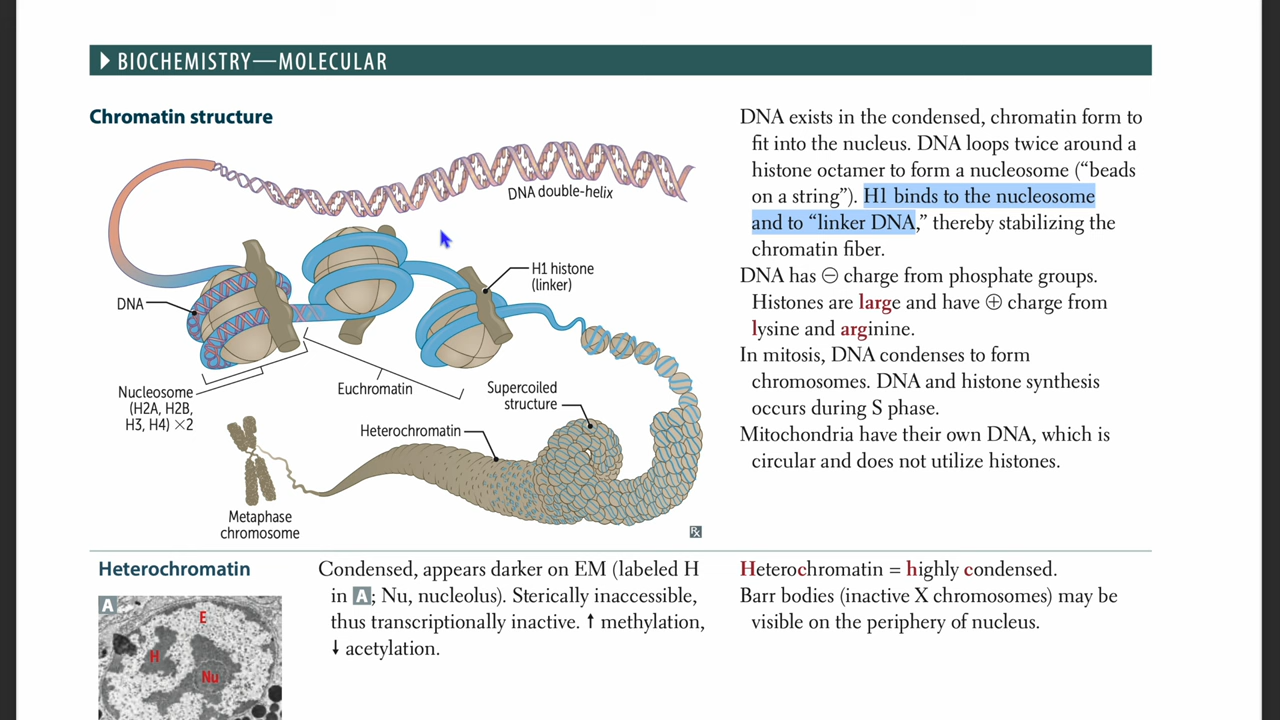 BIOCHEMISTRY—MOLECULAR
Chromatin structure
DNA double-helix
H1 histone
(linker)
DNA
Nucleosome
(H2A, H2B,
H3, H4) ×2
Euchromatin
Supercoiled
structure
Heterochromatin
Metaphase
chromosome
Rx
DNA exists in the condensed, chromatin form to
fit into the nucleus. DNA loops twice around a
histone octamer to form a nucleosome (“beads
on a string”). H1 binds to the nucleosome
and to “linker DNA,” thereby stabilizing the
chromatin fiber.
DNA has ⊖ charge from phosphate groups.
Histones are large and have ⊕ charge from
lysine and arginine.
In mitosis, DNA condenses to form
chromosomes. DNA and histone synthesis
occurs during S phase.
Mitochondria have their own DNA, which is
circular and does not utilize histones.
Heterochromatin
A
E
H
Nu
Condensed, appears darker on EM (labeled H
in A; Nu, nucleolus). Sterically inaccessible,
thus transcriptionally inactive. ↑ methylation,
↓ acetylation.
Heterochromatin = highly condensed.
Barr bodies (inactive X chromosomes) may be
visible on the periphery of nucleus.